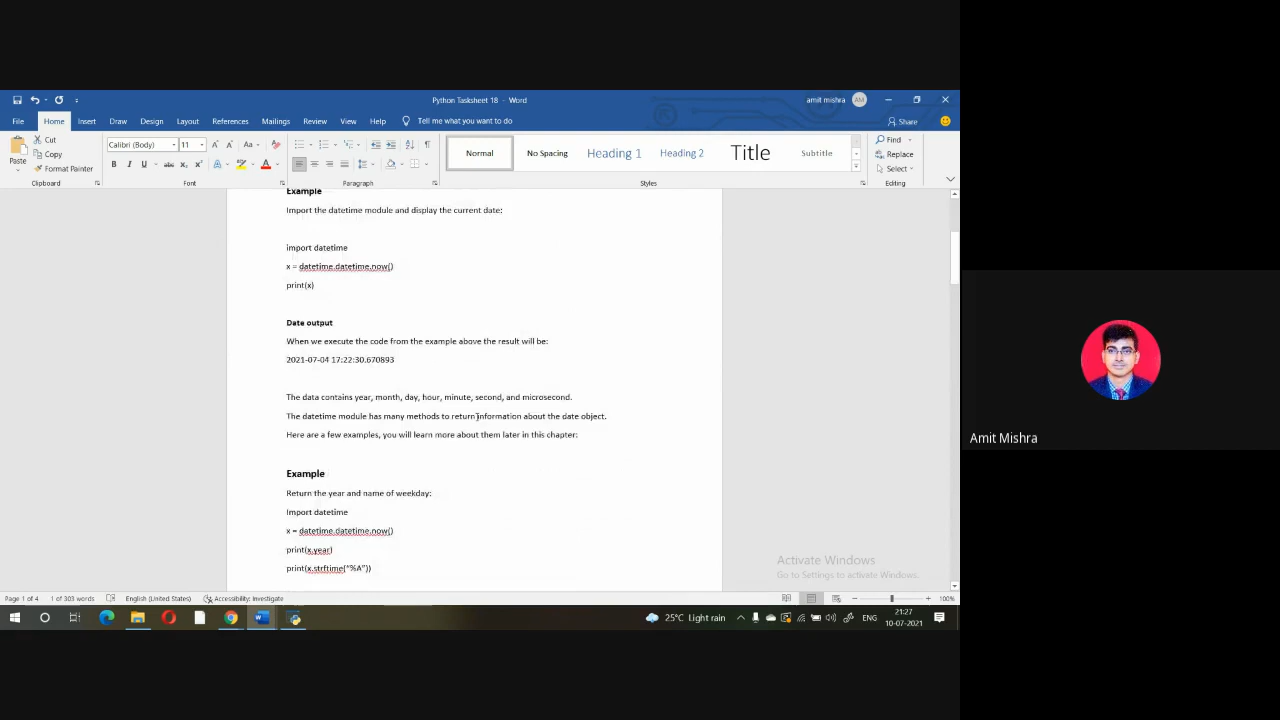 Python Tasksheet 18 - Word
amit mishra AM
File Home Insert Draw Design Layout References Mailings Review View Help Tell me what you want to do Share
Paste
Cut
Copy
Format Painter
Clipboard
Calibri (Body) 11
Font
Paragraph
Normal No Spacing Heading 1 Heading 2 Title Subtitle
Styles
Find
Replace
Select
Editing
Example
Import the datetime module and display the current date:
import datetime
x = datetime.datetime.now()
print(x)
Date output
When we execute the code from the example above the result will be:
2021-07-04 17:22:30.670893
The data contains year, month, day, hour, minute, second, and microsecond.
The datetime module has many methods to return information about the date object.
Here are a few examples, you will learn more about them later in this chapter:
Example
Return the year and name of weekday:
Import datetime
x = datetime.datetime.now()
print(x.year)
print(x.strftime("%A"))
Activate Windows
Go to Settings to activate Windows.
Page 1 of 4 1 of 303 words English (United States) Accessibility: Investigate 100%
25°C Light rain ENG 21:27
10-07-2021
Amit Mishra